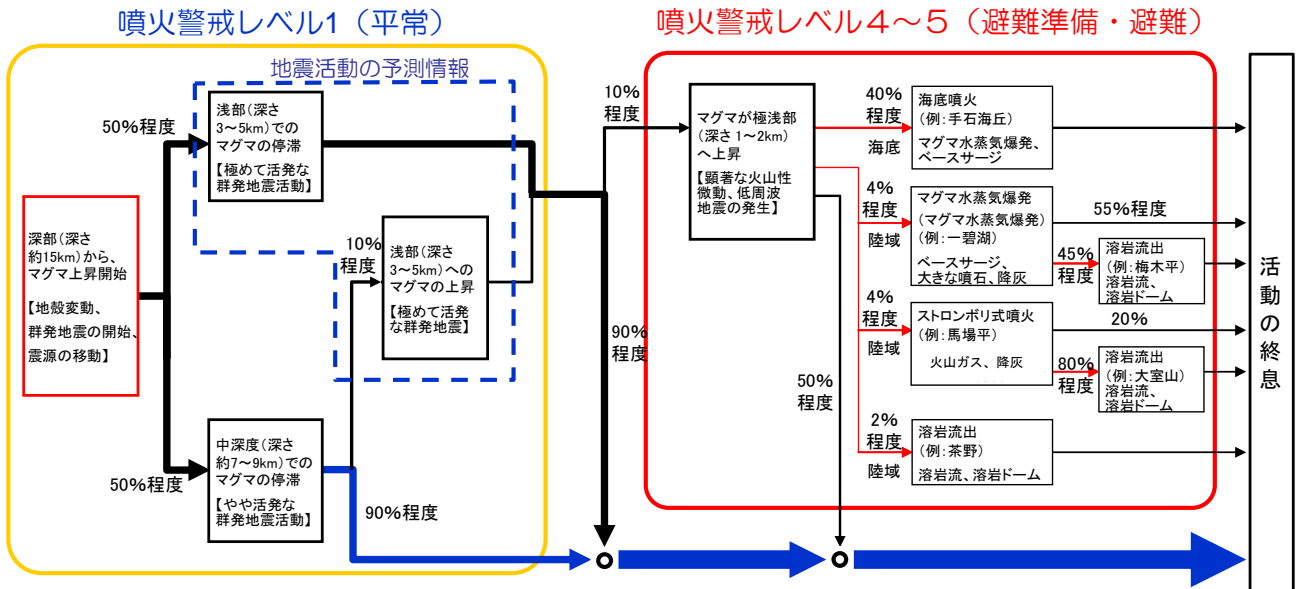 噴火警戒レベル1（平常）
噴火警戒レベル４～５（避難準備・避難）
地震活動の予測情報
深部（深さ
約15km）から、
マグマ上昇開始
【地殻変動、
群発地震の開始、
震源の移動】
50%程度
浅部（深さ
3～5km）での
マグマの停滞
【極めて活発な
群発地震活動】
50%程度
中深度（深さ
約7～9km）での
マグマの停滞
【やや活発な
群発地震活動】
10%
程度
浅部（深さ
3～5km）への
マグマの上昇
【極めて活発
な群発地震】
90%程度
90%
程度
10%
程度
マグマが極浅部
（深さ 1～2km）
へ上昇
【顕著な火山性
微動、低周波
地震の発生】
50%
程度
40%
程度
海底
海底噴火
（例：手石海丘）
マグマ水蒸気爆発、
ベースサージ
4%
程度
陸域
マグマ水蒸気爆発
（マグマ水蒸気爆発）
（例：一碧湖）
ベースサージ、
大きな噴石、降灰
55%程度
45%
程度
溶岩流出
（例：梅木平）
溶岩流、
溶岩ドーム
4%
程度
陸域
ストロンボリ式噴火
（例：馬場平）
火山ガス、降灰
20%
80%
程度
溶岩流出
（例：大室山）
溶岩流、
溶岩ドーム
2%
程度
陸域
溶岩流出
（例：茶野）
溶岩流、溶岩ドーム
活動の終息